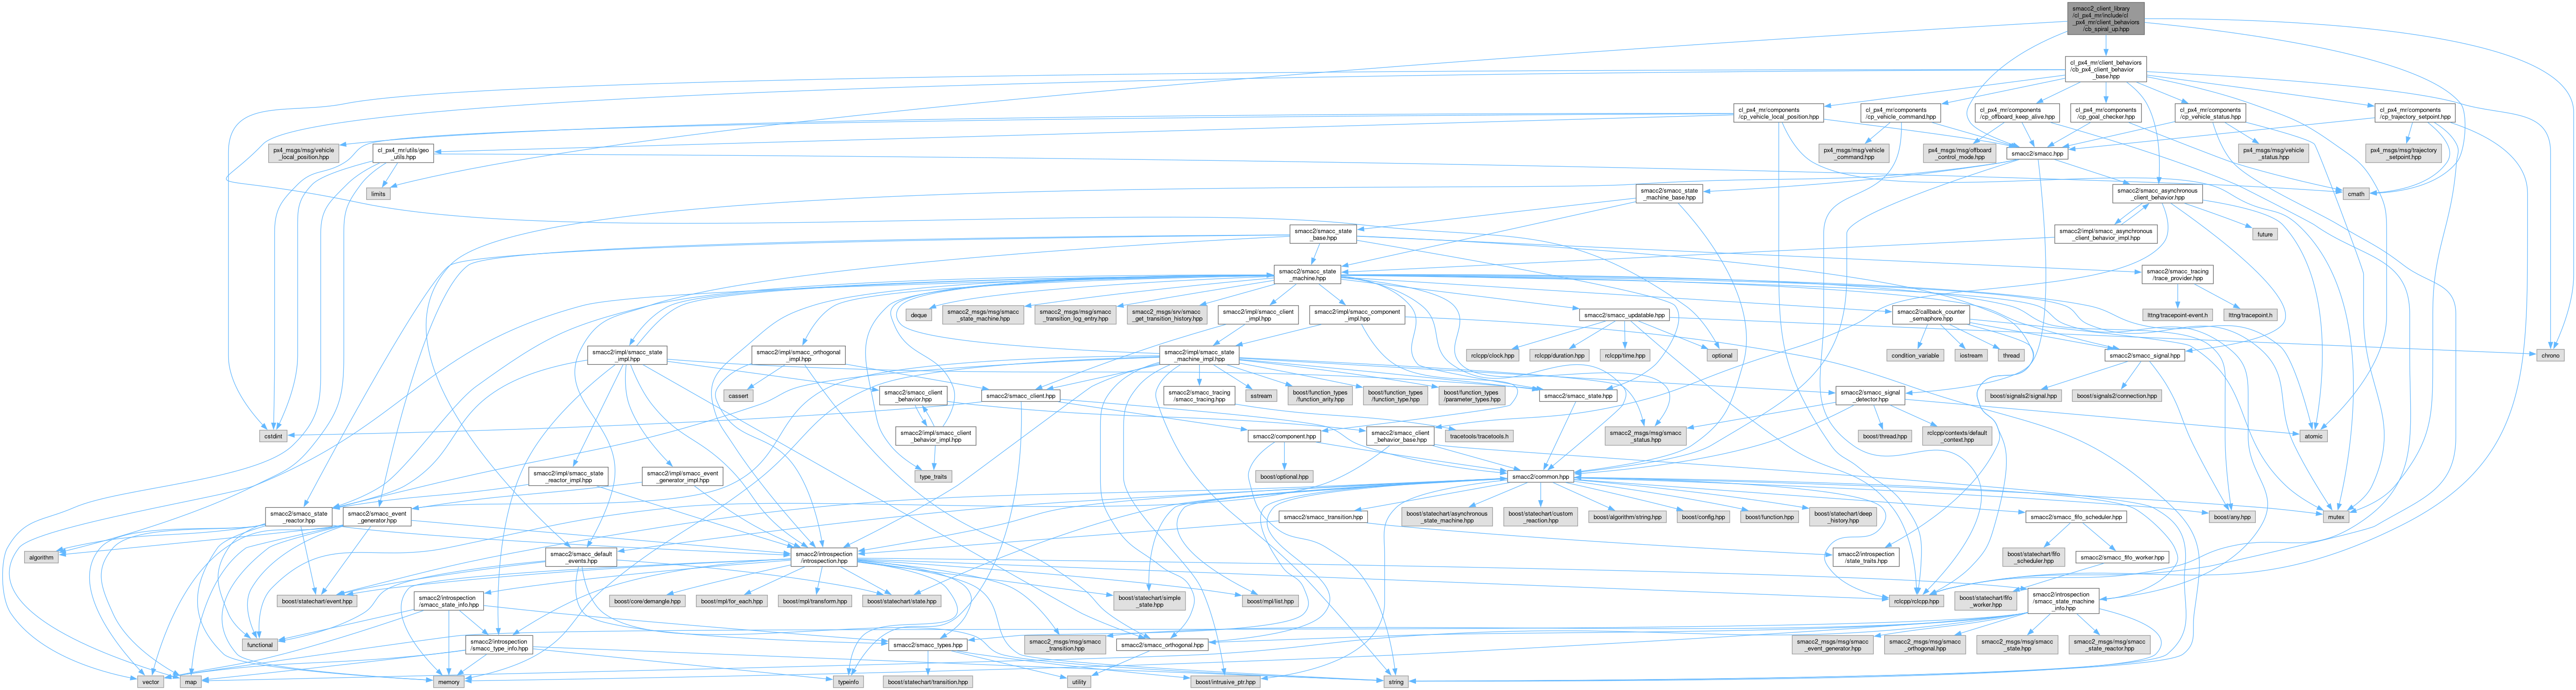 smacc2_client_library
/cl_px4_mr/include/cl
_px4_mr/client_behaviors
/cb_spiral_up.hpp
cl_px4_mr/client_behaviors
/cb_px4_client_behavior
_base.hpp
cl_px4_mr/components
/cp_vehicle_local_position.hpp
cl_px4_mr/components
/cp_vehicle_command.hpp
cl_px4_mr/components
/cp_offboard_keep_alive.hpp
cl_px4_mr/components
/cp_goal_checker.hpp
cl_px4_mr/components
/cp_vehicle_status.hpp
cl_px4_mr/components
/cp_trajectory_setpoint.hpp
px4_msgs/msg/vehicle
_local_position.hpp
cl_px4_mr/utils/geo
_utils.hpp
px4_msgs/msg/vehicle
_command.hpp
px4_msgs/msg/offboard
_control_mode.hpp
smacc2/smacc.hpp
px4_msgs/msg/vehicle
_status.hpp
px4_msgs/msg/trajectory
_setpoint.hpp
limits
smacc2/smacc_state
_machine_base.hpp
smacc2/smacc_asynchronous
_client_behavior.hpp
cmath
smacc2/smacc_state
_base.hpp
smacc2/impl/smacc_asynchronous
_client_behavior_impl.hpp
future
smacc2/smacc_state
_machine.hpp
smacc2/smacc_tracing
/trace_provider.hpp
deque
smacc2_msgs/msg/smacc
_state_machine.hpp
smacc2_msgs/msg/smacc
_transition_log_entry.hpp
smacc2_msgs/srv/smacc
_get_transition_history.hpp
smacc2/impl/smacc_client
_impl.hpp
smacc2/impl/smacc_component
_impl.hpp
smacc2/smacc_updatable.hpp
smacc2/callback_counter
_semaphore.hpp
lttng/tracepoint-event.h
lttng/tracepoint.h
smacc2/impl/smacc_state
_impl.hpp
smacc2/impl/smacc_orthogonal
_impl.hpp
smacc2/impl/smacc_state
_machine_impl.hpp
rclcpp/clock.hpp
rclcpp/duration.hpp
rclcpp/time.hpp
optional
condition_variable
iostream
thread
smacc2/smacc_signal.hpp
chrono
cassert
smacc2/smacc_client
_behavior.hpp
smacc2/smacc_client.hpp
smacc2/smacc_tracing
/smacc_tracing.hpp
sstream
boost/function_types
/function_arity.hpp
boost/function_types
/function_type.hpp
boost/function_types
/parameter_types.hpp
smacc2/smacc_state.hpp
smacc2/smacc_signal
_detector.hpp
boost/signals2/signal.hpp
boost/signals2/connection.hpp
cstdint
smacc2/impl/smacc_client
_behavior_impl.hpp
smacc2/component.hpp
smacc2/smacc_client
_behavior_base.hpp
tracetools/tracetools.h
smacc2_msgs/msg/smacc
_status.hpp
boost/thread.hpp
rclcpp/contexts/default
_context.hpp
atomic
smacc2/impl/smacc_state
_reactor_impl.hpp
smacc2/impl/smacc_event
_generator_impl.hpp
type_traits
boost/optional.hpp
smacc2/common.hpp
smacc2/smacc_state
_reactor.hpp
smacc2/smacc_event
_generator.hpp
smacc2/smacc_transition.hpp
boost/statechart/asynchronous
_state_machine.hpp
boost/statechart/custom
_reaction.hpp
boost/algorithm/string.hpp
boost/config.hpp
boost/function.hpp
boost/statechart/deep
_history.hpp
smacc2/smacc_fifo_scheduler.hpp
boost/any.hpp
mutex
algorithm
smacc2/smacc_default
_events.hpp
smacc2/introspection
/introspection.hpp
smacc2/introspection
/state_traits.hpp
boost/statechart/fifo
_scheduler.hpp
smacc2/smacc_fifo_worker.hpp
boost/statechart/event.hpp
smacc2/introspection
/smacc_state_info.hpp
boost/core/demangle.hpp
boost/mpl/for_each.hpp
boost/mpl/transform.hpp
boost/statechart/state.hpp
boost/statechart/simple
_state.hpp
boost/mpl/list.hpp
rclcpp/rclcpp.hpp
boost/statechart/fifo
_worker.hpp
smacc2/introspection
/smacc_state_machine
_info.hpp
functional
smacc2/introspection
/smacc_type_info.hpp
smacc2/smacc_types.hpp
smacc2_msgs/msg/smacc
_transition.hpp
smacc2/smacc_orthogonal.hpp
smacc2_msgs/msg/smacc
_event_generator.hpp
smacc2_msgs/msg/smacc
_orthogonal.hpp
smacc2_msgs/msg/smacc
_state.hpp
smacc2_msgs/msg/smacc
_state_reactor.hpp
vector
map
memory
typeinfo
boost/statechart/transition.hpp
utility
boost/intrusive_ptr.hpp
string